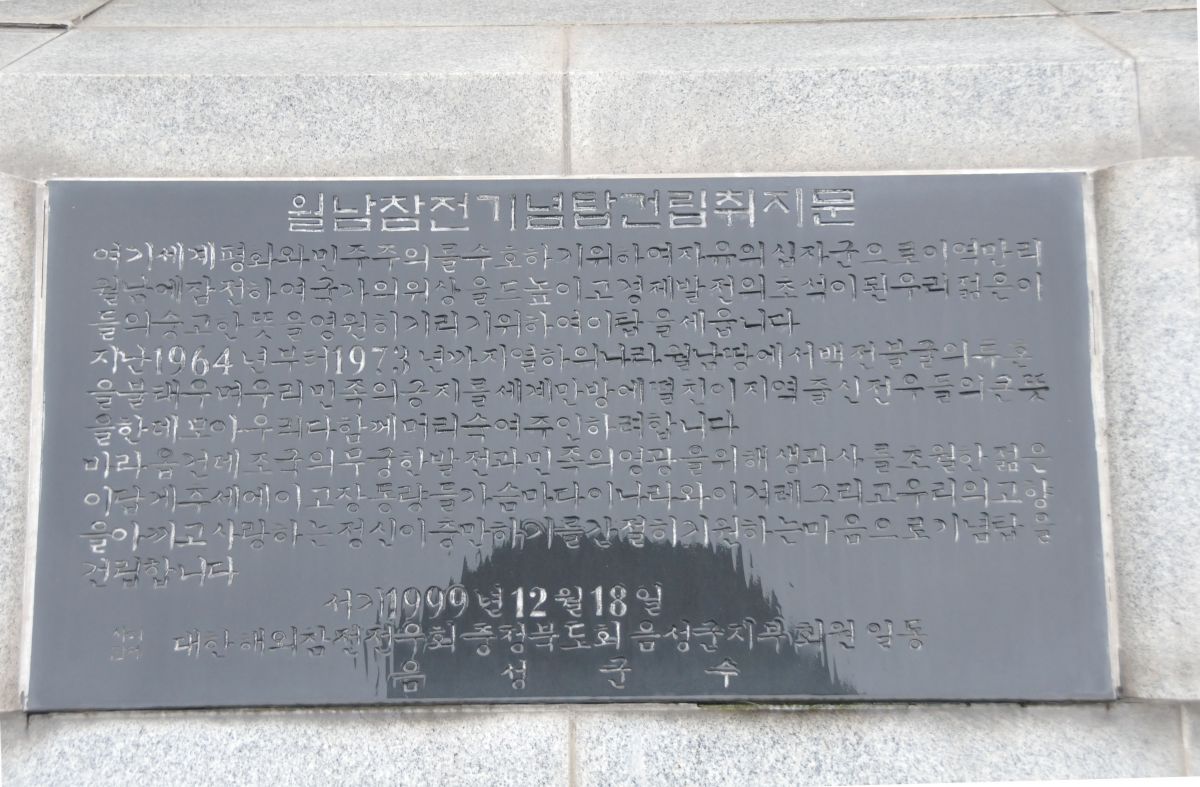 월남참전기념탑건립취지문
여기세계평화와민주주의를수호하기위하여자유의십자군으로이역만리
월남에참전하여국가의위상을드높이고경제발전의초석이된우리젊은이
들의숭고한뜻을영원히기리기위하여이탑을세웁니다
지난1964년부터1973년까지열하의나라월남땅에서백전불굴의투혼
을불태우며우리민족의긍지를세계만방에떨친이지역출신전우들의큰뜻
을한데모아우리다함께머리숙여주인하려합니다
바라옵건데조국의무궁한발전과민족의영광을위해생과사를초월한젊은
이답게후세에이고장동량들가슴마다이나라와이겨레그리고우리의고향
을아끼고사랑하는정신이충만하기를간절히기원하는마음으로기념탑을
건립합니다
서기1999년12월18일
대한해외참전전우회충청북도회음성군지부회원일동
음성군수